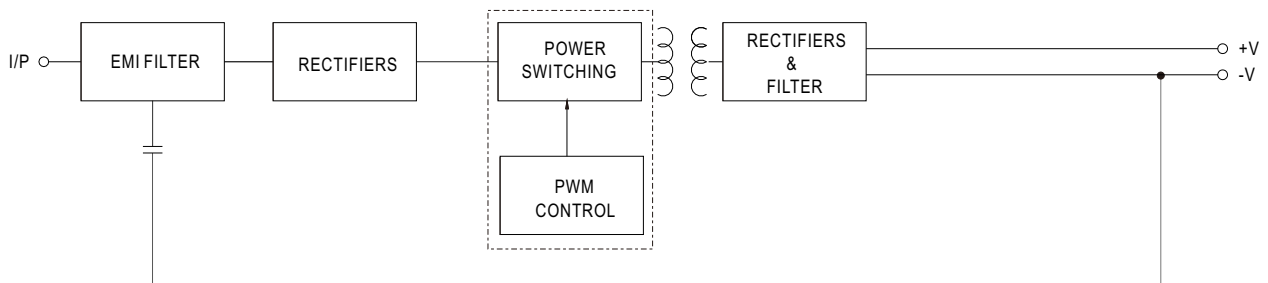 I/P
EMI FILTER
RECTIFIERS
POWER
SWITCHING
PWM
CONTROL
RECTIFIERS
&
FILTER
+V
-V